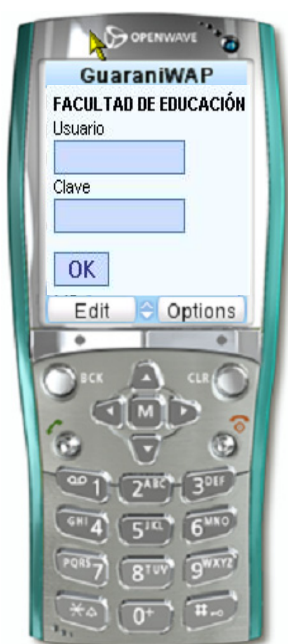 OPENWAVE
GuaraniWAP
FACULTAD DE EDUCACIÓN
Usuario
Clave
OK
Edit Options
BCK CLR
M
1 2ABC 3DEF
GHI4 5JKL 6MNO
PQRS7 8TUV 9WXYZ
* 0+ #